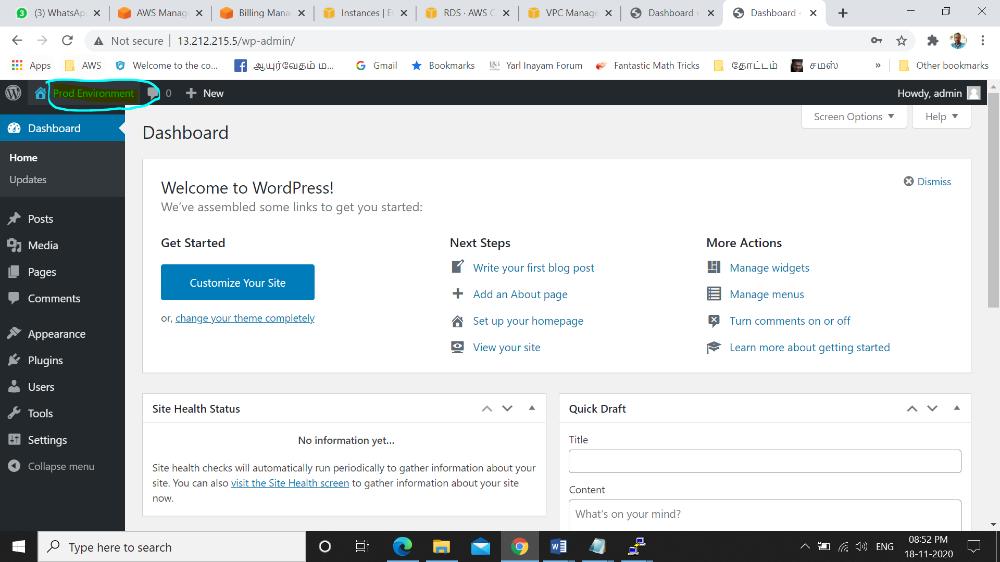 (3) WhatsAp
AWS Manag
Billing Mana
Instances | E
RDS · AWS C
VPC Manage
Dashboard
Dashboard
Not secure
13.212.215.5/wp-admin/
Apps
AWS
Welcome to the co...
ஆயுர்வேதம் ம...
Gmail
Bookmarks
Yarl Inayam Forum
Fantastic Math Tricks
தோட்டம்
சமஸ்
»
Other bookmarks
Prod Environment
0
New
Howdy, admin
Screen Options
Help
Dashboard
Home
Updates
Posts
Media
Pages
Comments
Appearance
Plugins
Users
Tools
Settings
Collapse menu
Dashboard
Welcome to WordPress!
Dismiss
We've assembled some links to get you started:
Get Started
Customize Your Site
or, change your theme completely
Next Steps
Write your first blog post
Add an About page
Set up your homepage
View your site
More Actions
Manage widgets
Manage menus
Turn comments on or off
Learn more about getting started
Site Health Status
No information yet...
Site health checks will automatically run periodically to gather information about your
site. You can also visit the Site Health screen to gather information about your site
now.
Quick Draft
Title
Content
What's on your mind?
Type here to search
ENG
08:52 PM
18-11-2020